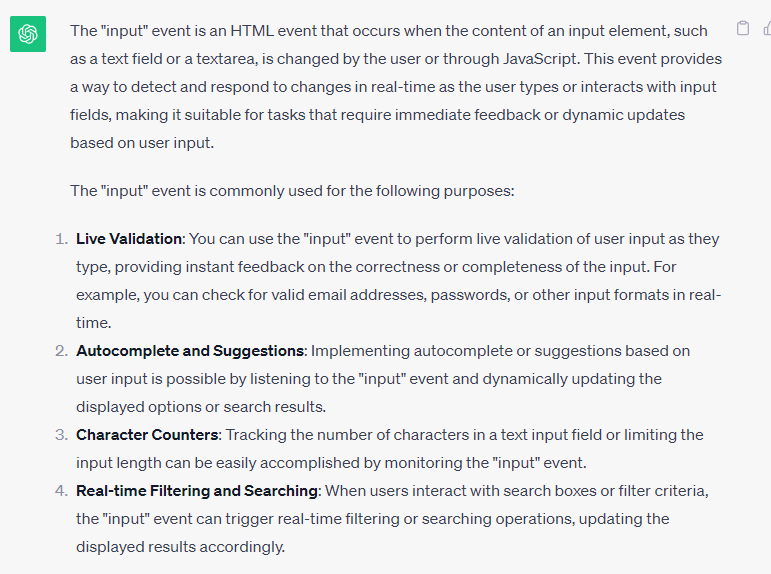 The "input" event is an HTML event that occurs when the content of an input element, such
as a text field or a textarea, is changed by the user or through JavaScript. This event provides
a way to detect and respond to changes in real-time as the user types or interacts with input
fields, making it suitable for tasks that require immediate feedback or dynamic updates
based on user input.
The "input" event is commonly used for the following purposes:
1. Live Validation: You can use the "input" event to perform live validation of user input as they
type, providing instant feedback on the correctness or completeness of the input. For
example, you can check for valid email addresses, passwords, or other input formats in real-
time.
2. Autocomplete and Suggestions: Implementing autocomplete or suggestions based on
user input is possible by listening to the "input" event and dynamically updating the
displayed options or search results.
3. Character Counters: Tracking the number of characters in a text input field or limiting the
input length can be easily accomplished by monitoring the "input" event.
4. Real-time Filtering and Searching: When users interact with search boxes or filter criteria,
the "input" event can trigger real-time filtering or searching operations, updating the
displayed results accordingly.